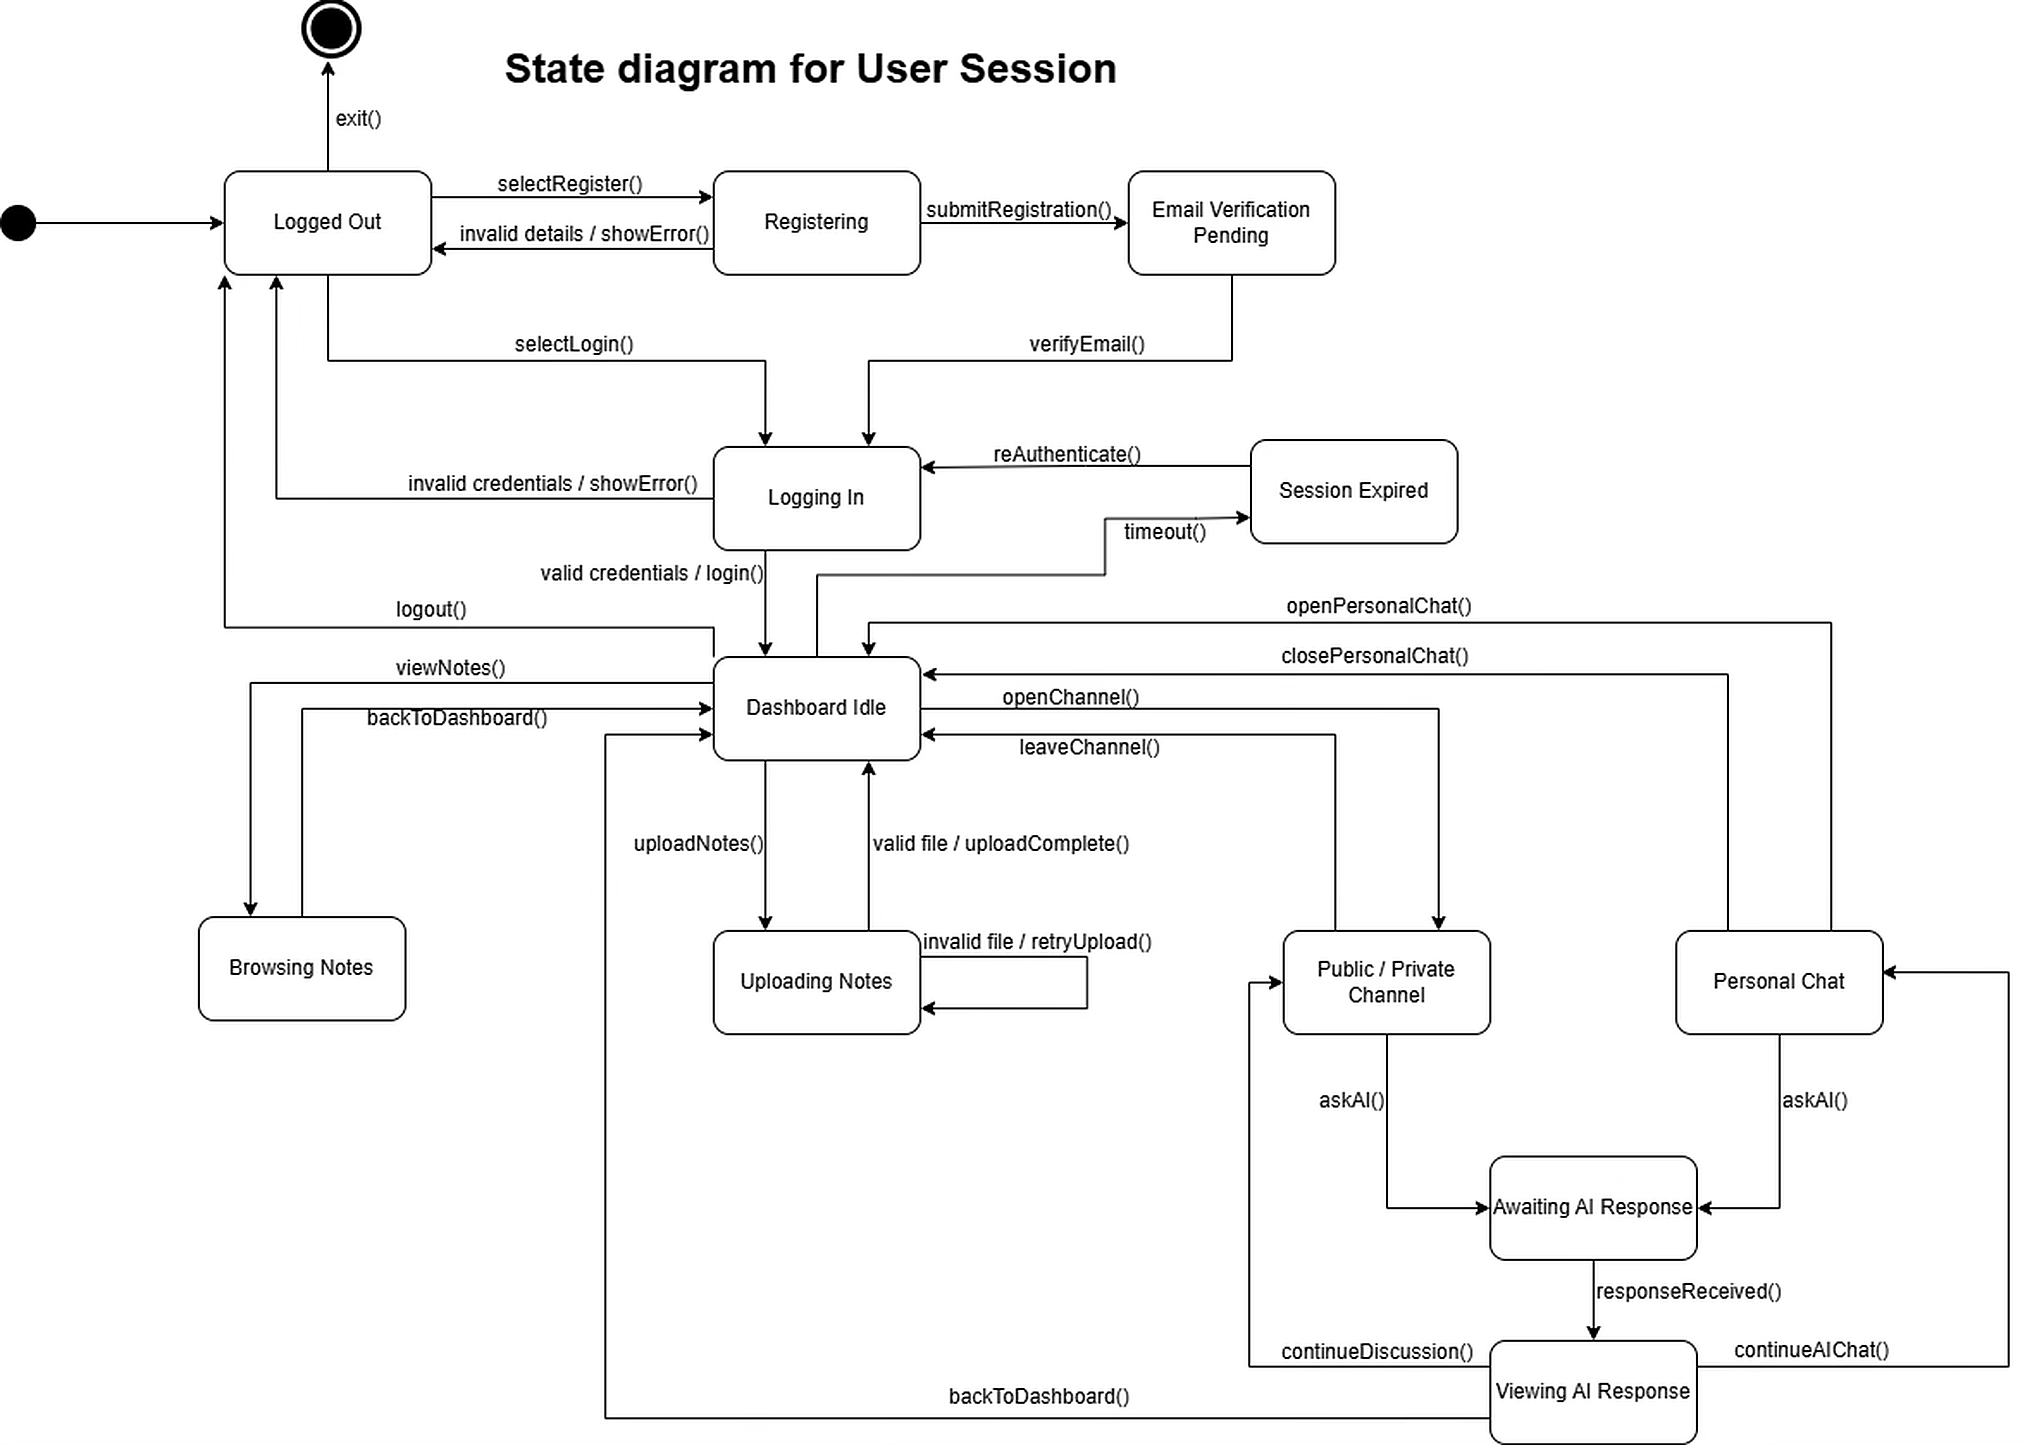 State diagram for User Session
exit()
Logged Out
selectRegister()
invalid details / showError()
Registering
submitRegistration()
Email Verification
Pending
selectLogin()
verifyEmail()
invalid credentials / showError()
Logging In
reAuthenticate()
Session Expired
timeout()
valid credentials / login()
logout()
openPersonalChat()
viewNotes()
closePersonalChat()
backToDashboard()
Dashboard Idle
openChannel()
leaveChannel()
uploadNotes()
valid file / uploadComplete()
Browsing Notes
Uploading Notes
invalid file / retryUpload()
Public / Private
Channel
Personal Chat
askAI()
askAI()
Awaiting AI Response
responseReceived()
continueDiscussion()
continueAIChat()
Viewing AI Response
backToDashboard()